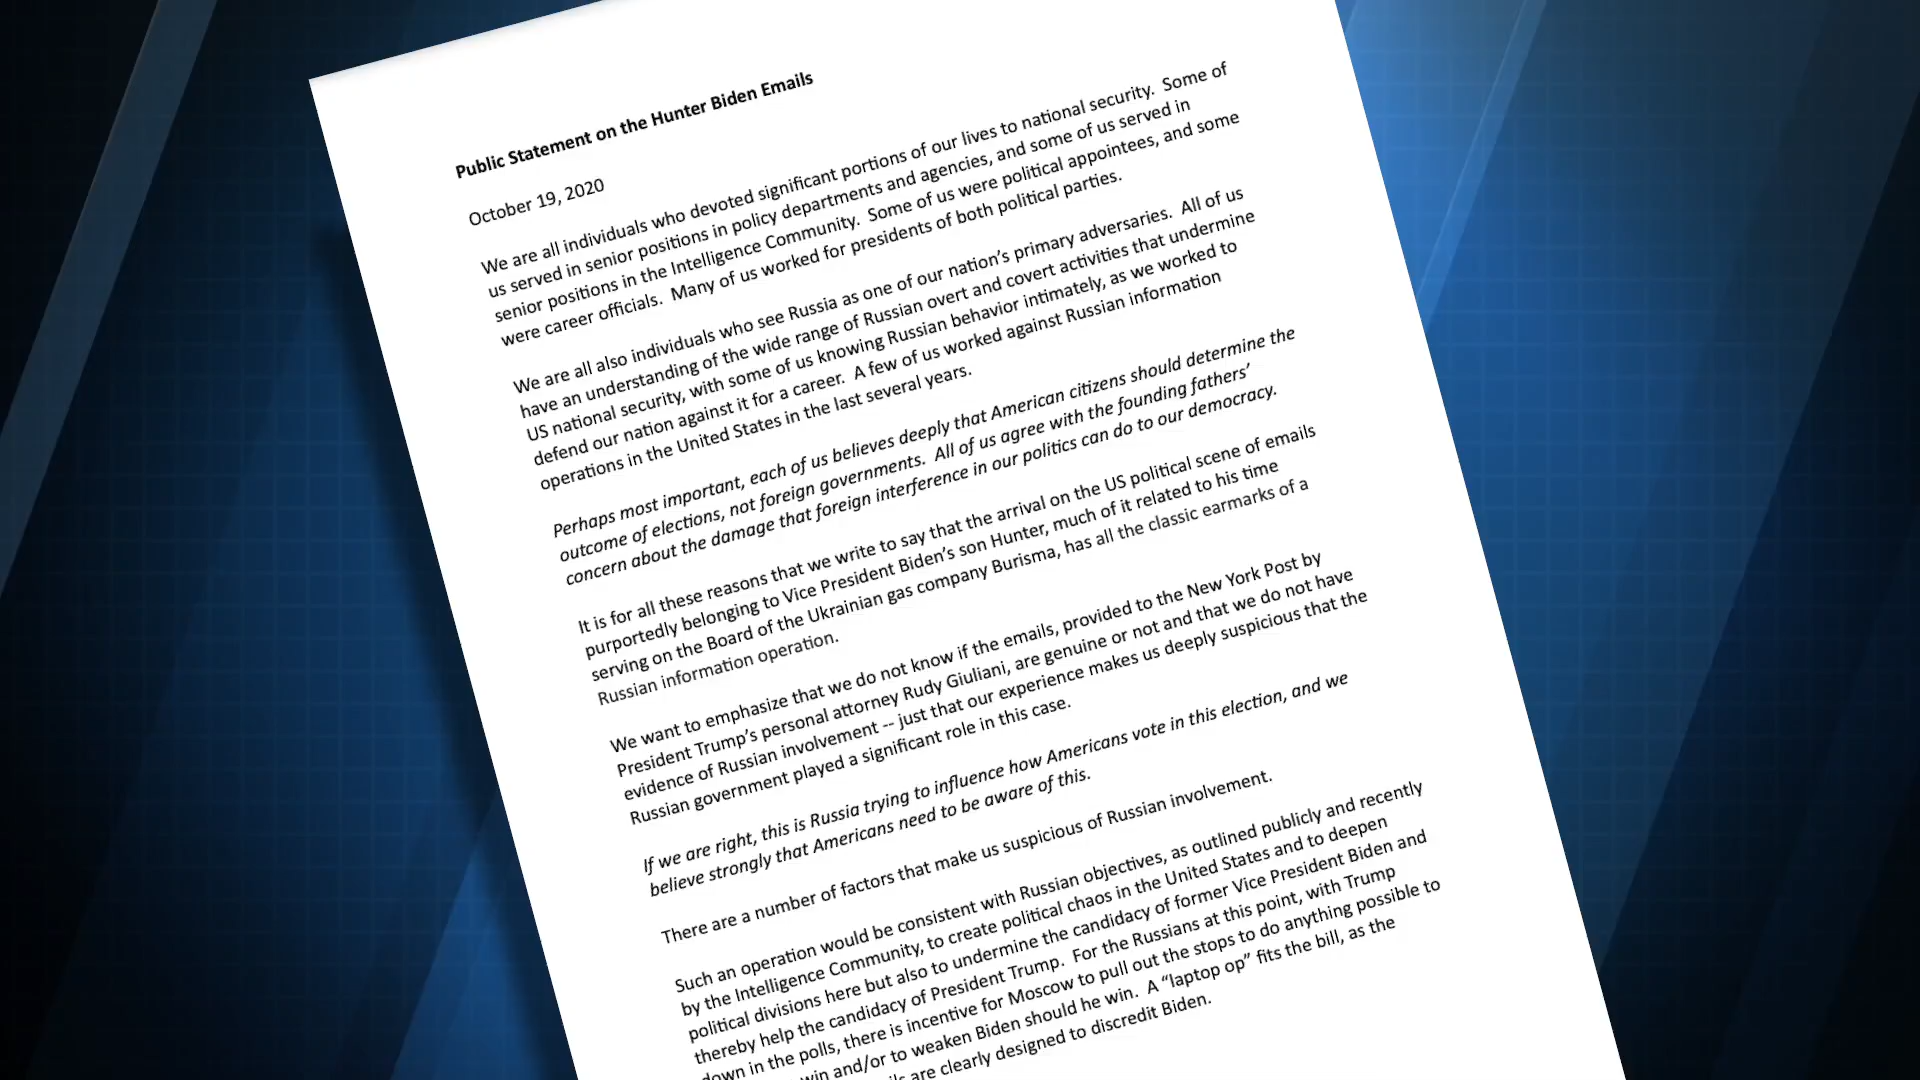 Public Statement on the Hunter Biden Emails
October 19, 2020
We are all individuals who devoted significant portions of our lives to national security.  Some of
us served in senior positions in policy departments and agencies, and some of us served in
senior positions in the Intelligence Community.  Some of us were political appointees, and some
were career officials.  Many of us worked for presidents of both political parties.
We are all also individuals who see Russia as one of our nation’s primary adversaries.  All of us
have an understanding of the wide range of Russian overt and covert activities that undermine
US national security, with some of us knowing Russian behavior intimately, as we worked to
defend our nation against it for a career.  A few of us worked against Russian information
operations in the United States in the last several years.
Perhaps most important, each of us believes deeply that American citizens should determine the
outcome of elections, not foreign governments.  All of us agree with the founding fathers’
concern about the damage that foreign interference in our politics can do to our democracy.
It is for all these reasons that we write to say that the arrival on the US political scene of emails
purportedly belonging to Vice President Biden’s son Hunter, much of it related to his time
serving on the Board of the Ukrainian gas company Burisma, has all the classic earmarks of a
Russian information operation.
We want to emphasize that we do not know if the emails, provided to the New York Post by
President Trump’s personal attorney Rudy Giuliani, are genuine or not and that we do not have
evidence of Russian involvement -- just that our experience makes us deeply suspicious that the
Russian government played a significant role in this case.
If we are right, this is Russia trying to influence how Americans vote in this election, and we
believe strongly that Americans need to be aware of this.
There are a number of factors that make us suspicious of Russian involvement.
Such an operation would be consistent with Russian objectives, as outlined publicly and recently
by the Intelligence Community, to create political chaos in the United States and to deepen
political divisions here but also to undermine the candidacy of former Vice President Biden and
thereby help the candidacy of President Trump.  For the Russians at this point, with Trump
down in the polls, there is incentive for Moscow to pull out the stops to do anything possible to
win and/or to weaken Biden should he win.  A “laptop op” fits the bill, as the
are clearly designed to discredit Biden.